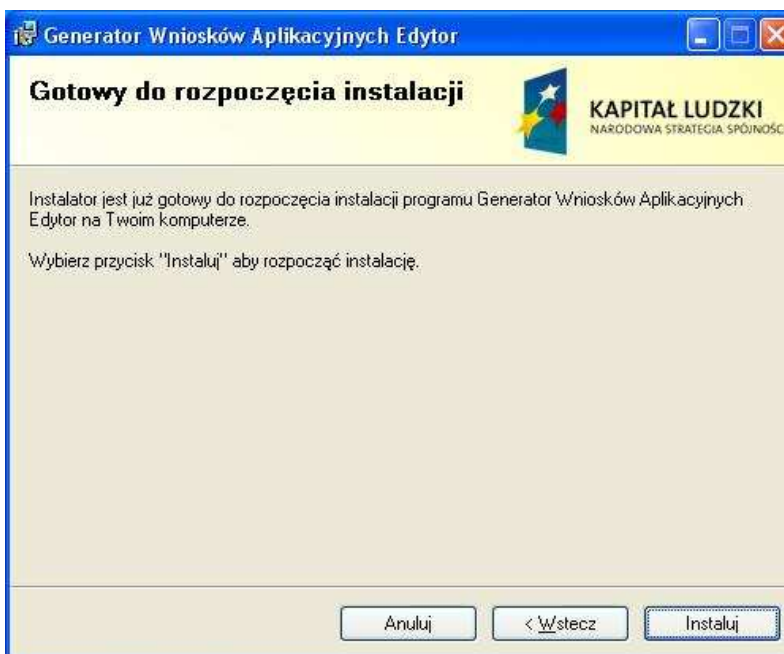 Generator Wniosków Aplikacyjnych Edytor
Gotowy do rozpoczęcia instalacji
KAPITAŁ LUDZKI
NARODOWA STRATEGIA SPÓJNOŚC
Instalator jest już gotowy do rozpoczęcia instalacji programu Generator Wniosków Aplikacyjnych
Edytor na Twoim komputerze.
Wybierz przycisk "Instaluj" aby rozpocząć instalację.
Anuluj
< Wstecz
Instaluj